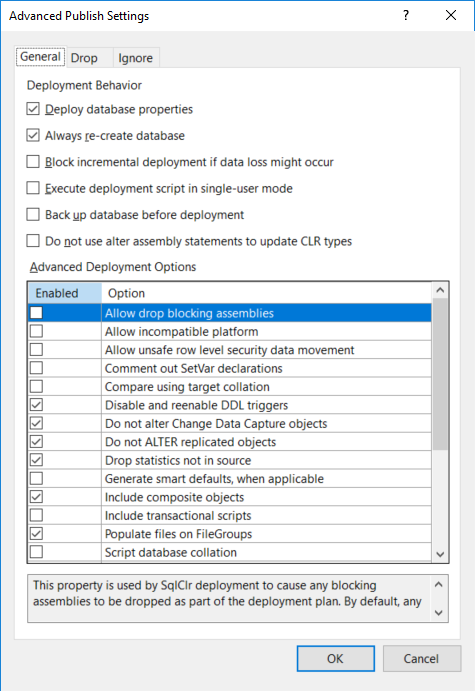 Advanced Publish Settings
General Drop Ignore
Deployment Behavior
Deploy database properties
Always re-create database
Block incremental deployment if data loss might occur
Execute deployment script in single-user mode
Back up database before deployment
Do not use alter assembly statements to update CLR types
Advanced Deployment Options
Enabled Option
Allow drop blocking assemblies
Allow incompatible platform
Allow unsafe row level security data movement
Comment out SetVar declarations
Compare using target collation
Disable and reenable DDL triggers
Do not alter Change Data Capture objects
Do not ALTER replicated objects
Drop statistics not in source
Generate smart defaults, when applicable
Include composite objects
Include transactional scripts
Populate files on FileGroups
Script database collation
This property is used by SqlClr deployment to cause any blocking
assemblies to be dropped as part of the deployment plan. By default, any
OK Cancel